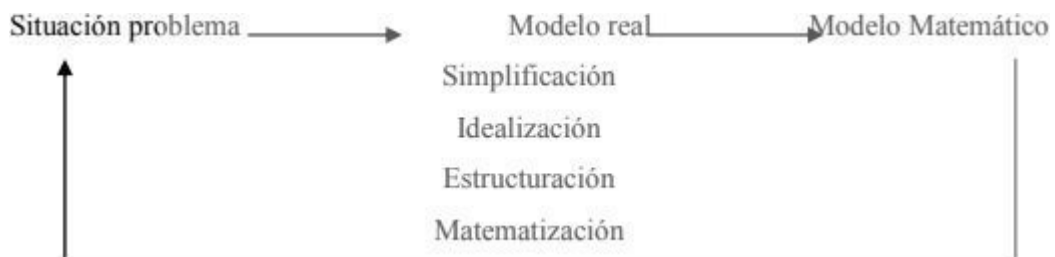 Situación problema Modelo real Modelo Matemático
Simplificación
Idealización
Estructuración
Matematización